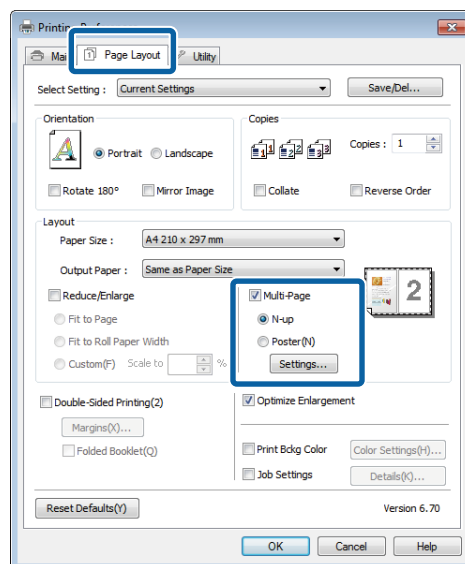 Printing
Main Page Layout Utility
Select Setting : Current Settings Save/Del...
Orientation Copies
Portrait Landscape Copies : 1
Rotate 180° Mirror Image Collate Reverse Order
Layout
Paper Size : A4 210 x 297 mm
Output Paper : Same as Paper Size
Reduce/Enlarge Multi-Page 2
Fit to Page N-up
Fit to Roll Paper Width Poster(N)
Custom(F) Scale to % Settings...
Double-Sided Printing(2) Optimize Enlargement
Margins(X)...
Folded Booklet(Q) Print Bckg Color Color Settings(H)...
Job Settings Details(K)...
Reset Defaults(Y) Version 6.70
OK Cancel Help